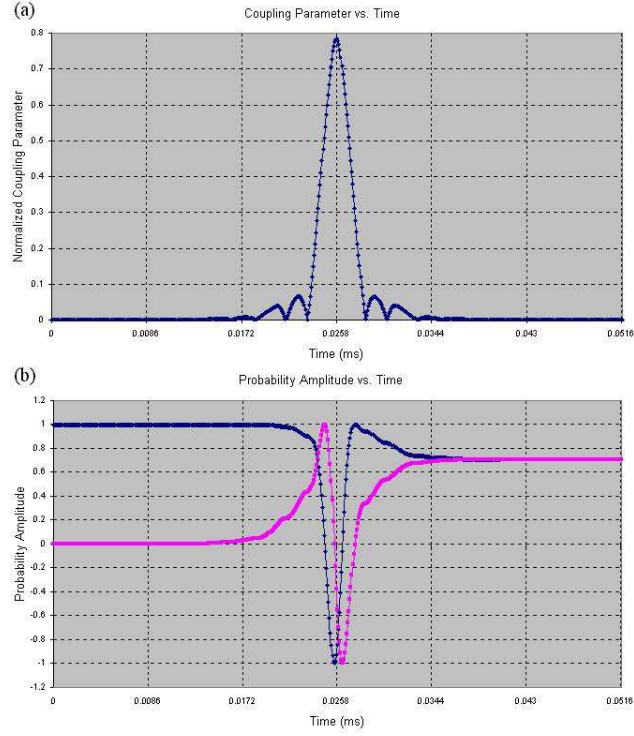 (a)
Coupling Parameter vs. Time
Normalized Coupling Parameter
0.8
0.7
0.6
0.5
0.4
0.3
0.2
0.1
0
0 0.0086 0.0172 0.0258 0.0344 0.043 0.0516
Time (ms)
(b)
Probability Amplitude vs. Time
Probability Amplitude
1.2
1
0.8
0.6
0.4
0.2
0
-0.2
-0.4
-0.6
-0.8
-1
-1.2
0 0.0086 0.0172 0.0258 0.0344 0.043 0.0516
Time (ms)